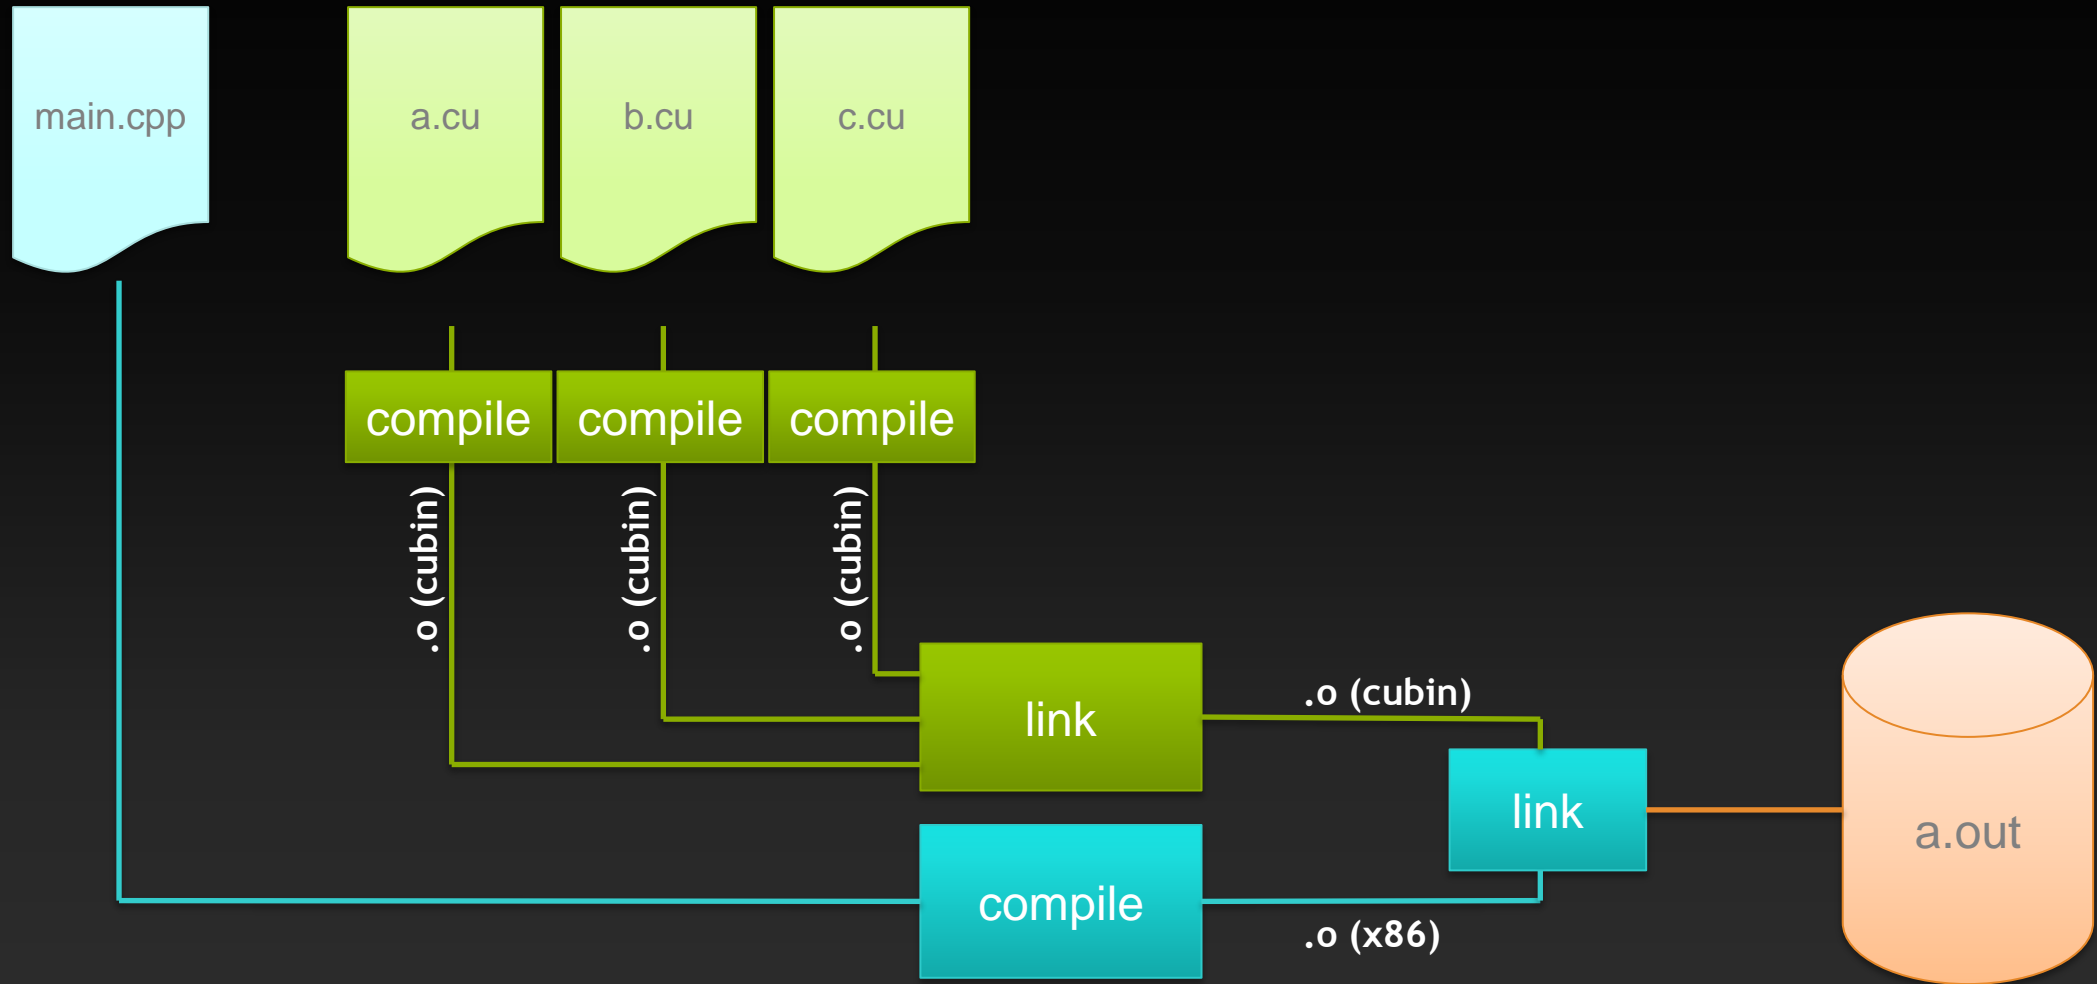 main.cpp
a.cu
b.cu
c.cu
compile
compile
compile
.o (cubin)
.o (cubin)
.o (cubin)
link
.o (cubin)
link
a.out
compile
.o (x86)